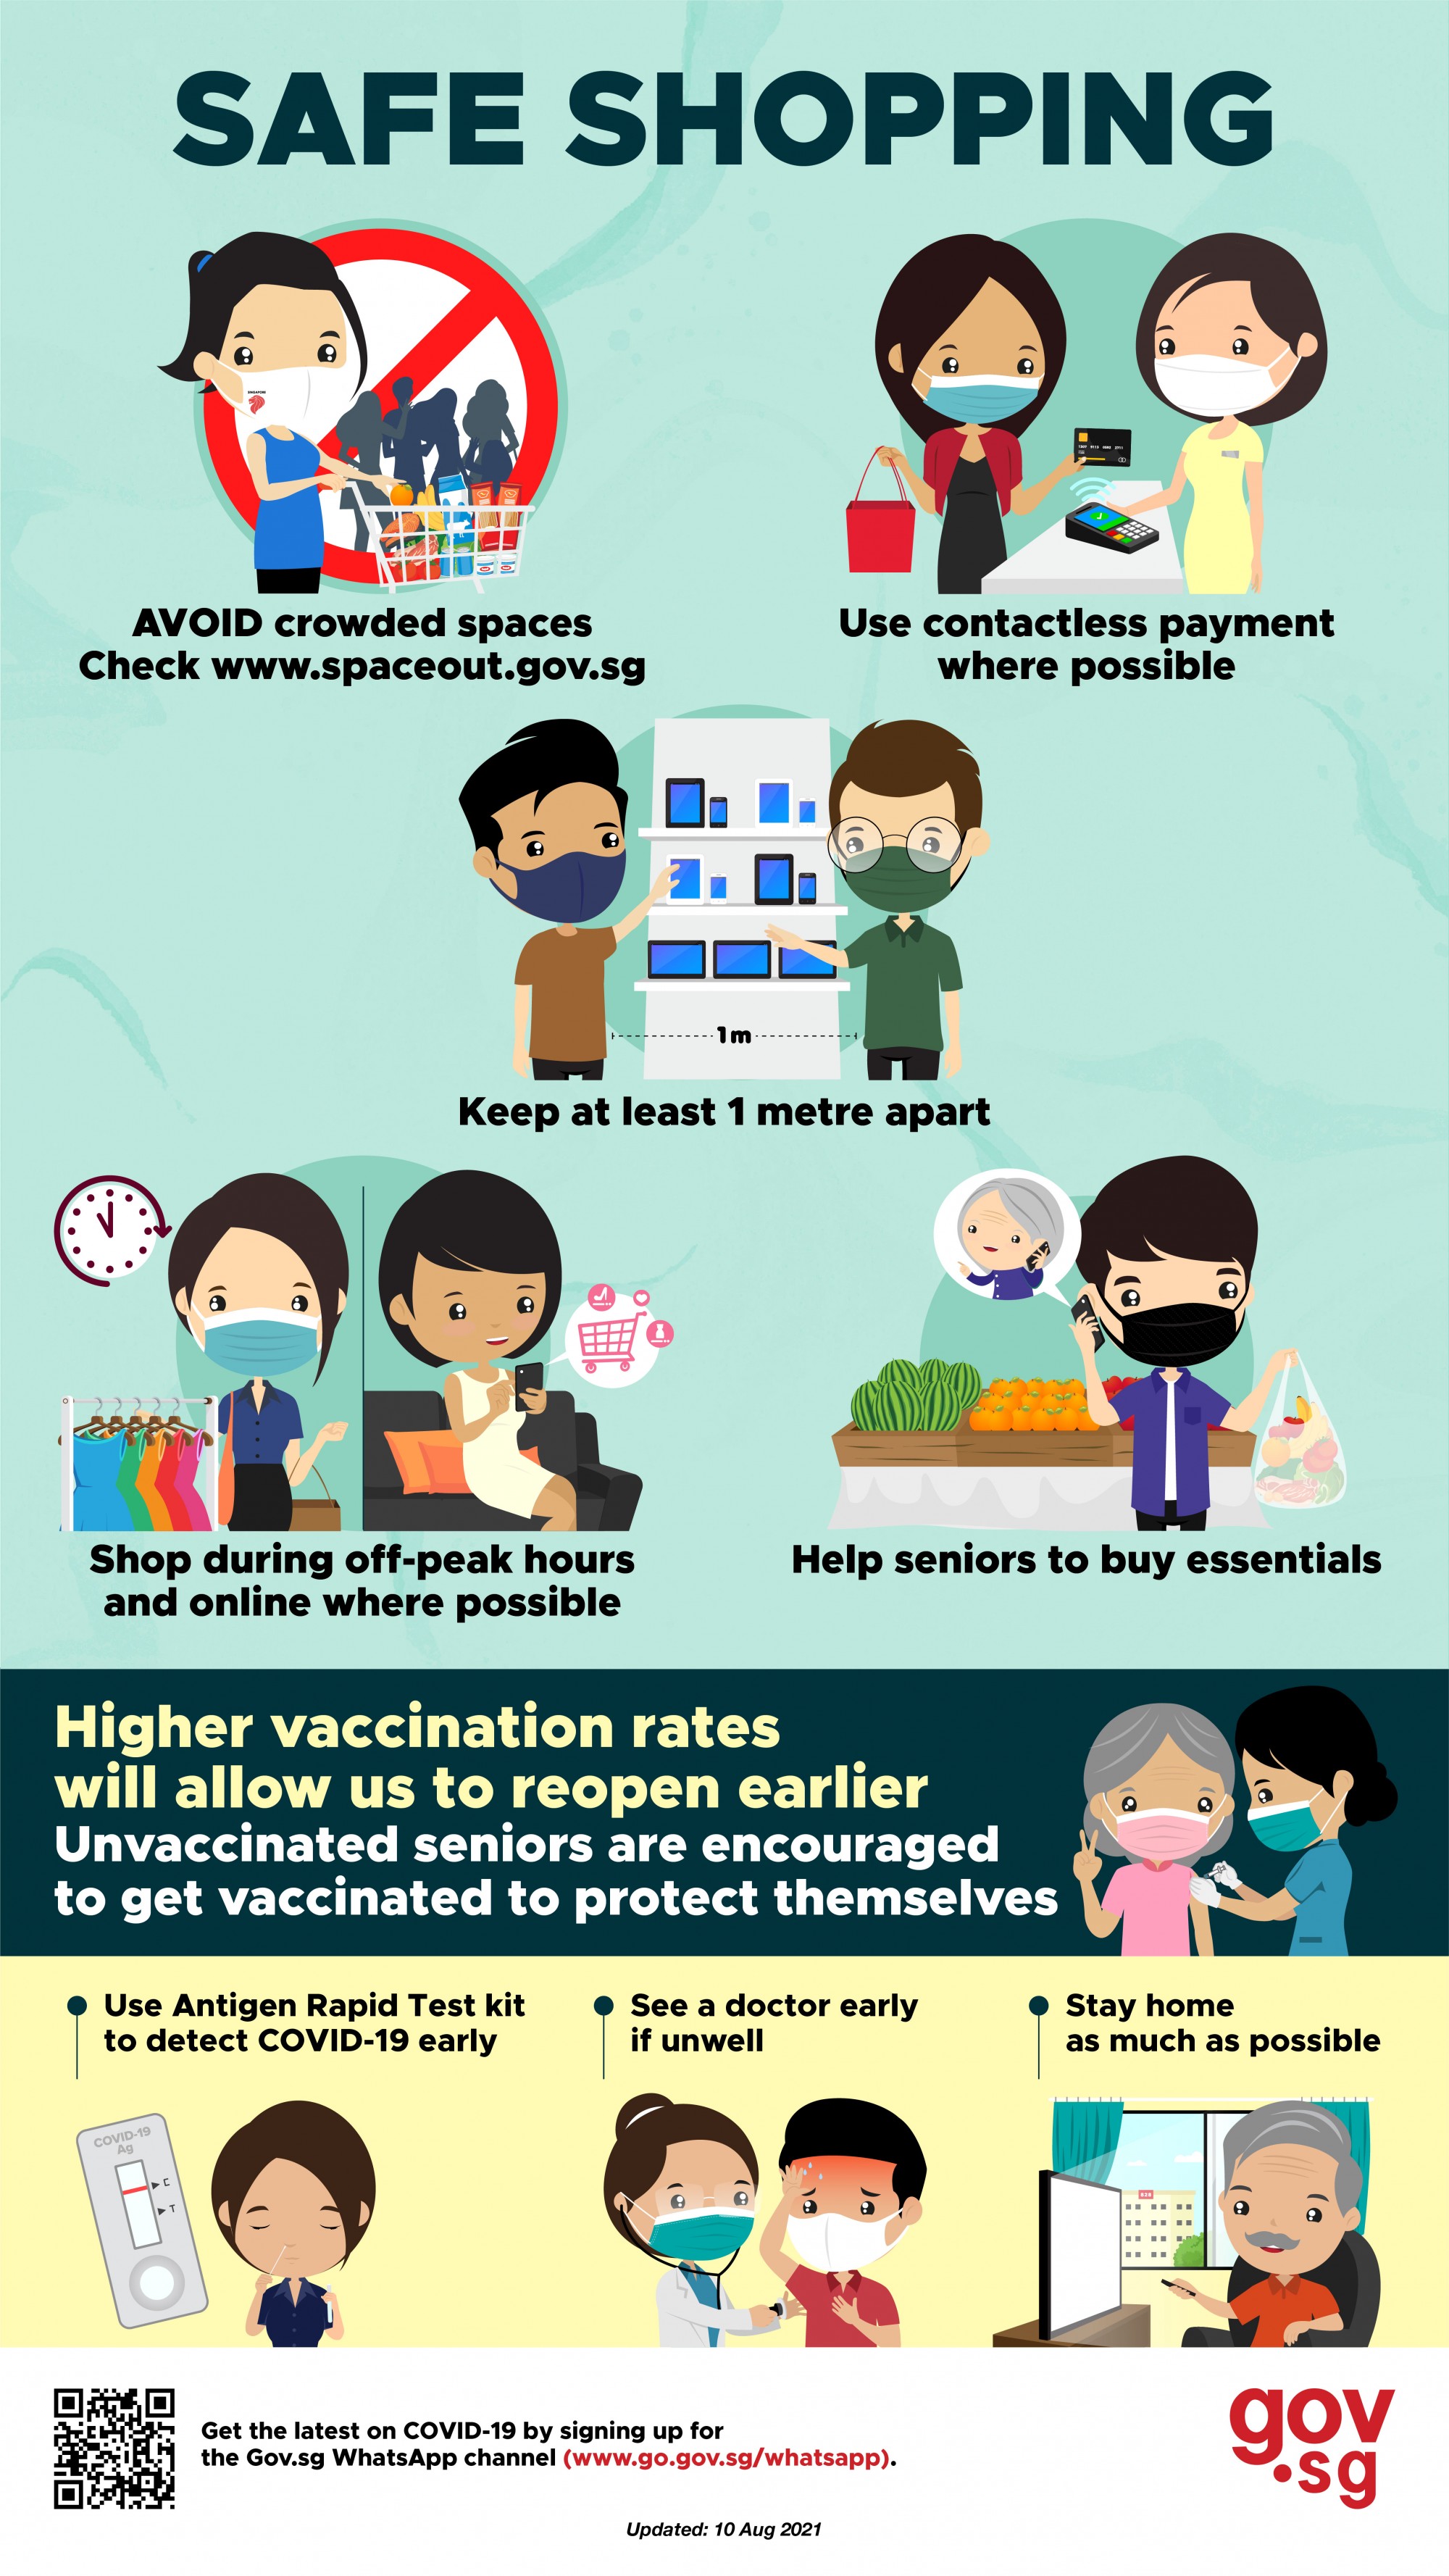 SAFE SHOPPING
AVOID crowded spaces
Check www.spaceout.gov.sg
Use contactless payment
where possible
1m
Keep at least 1 metre apart
Shop during off-peak hours
and online where possible
Help seniors to buy essentials
Higher vaccination rates
will allow us to reopen earlier
Unvaccinated seniors are encouraged
to get vaccinated to protect themselves
Use Antigen Rapid Test kit
to detect COVID-19 early
See a doctor early
if unwell
Stay home
as much as possible
COVID-19
Ag
C
T
Get the latest on COVID-19 by signing up for
the Gov.sg WhatsApp channel (www.go.gov.sg/whatsapp).
gov
.sg
Updated: 10 Aug 2021